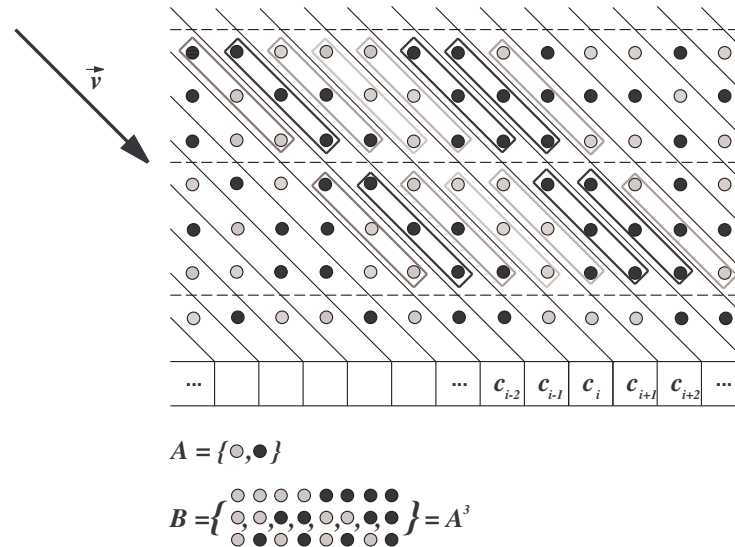 v
... ... c_{i-2} c_{i-1} c_i c_{i+1} c_{i+2} ...
A = { , }
B = { , , , , , , , } = A^3